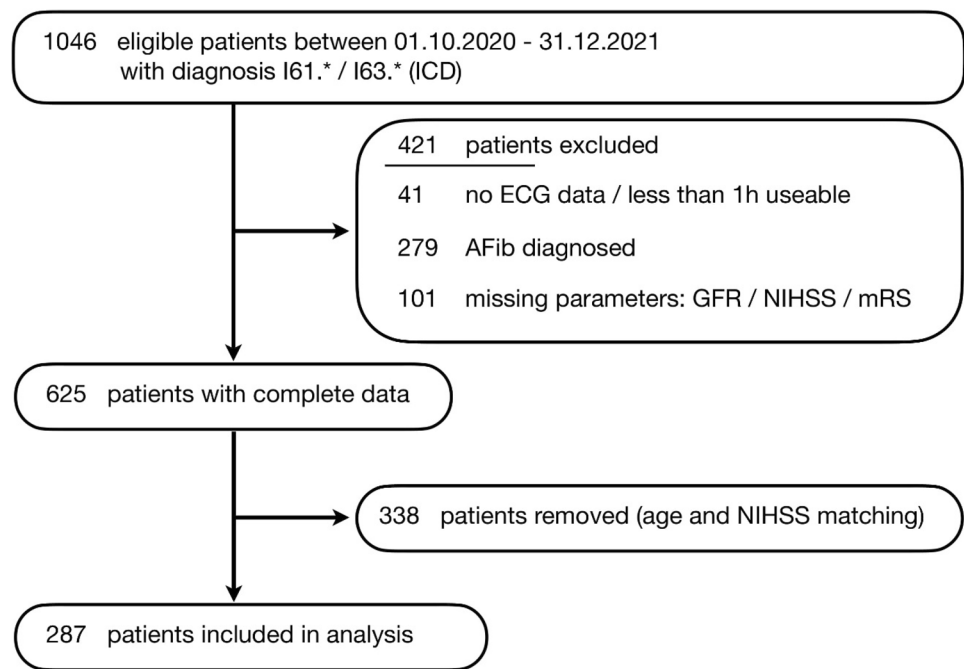 1046 eligible patients between 01.10.2020 - 31.12.2021
with diagnosis I61.* / I63.* (ICD)
421 patients excluded
41 no ECG data / less than 1h useable
279 AFib diagnosed
101 missing parameters: GFR / NIHSS / mRS
625 patients with complete data
338 patients removed (age and NIHSS matching)
287 patients included in analysis